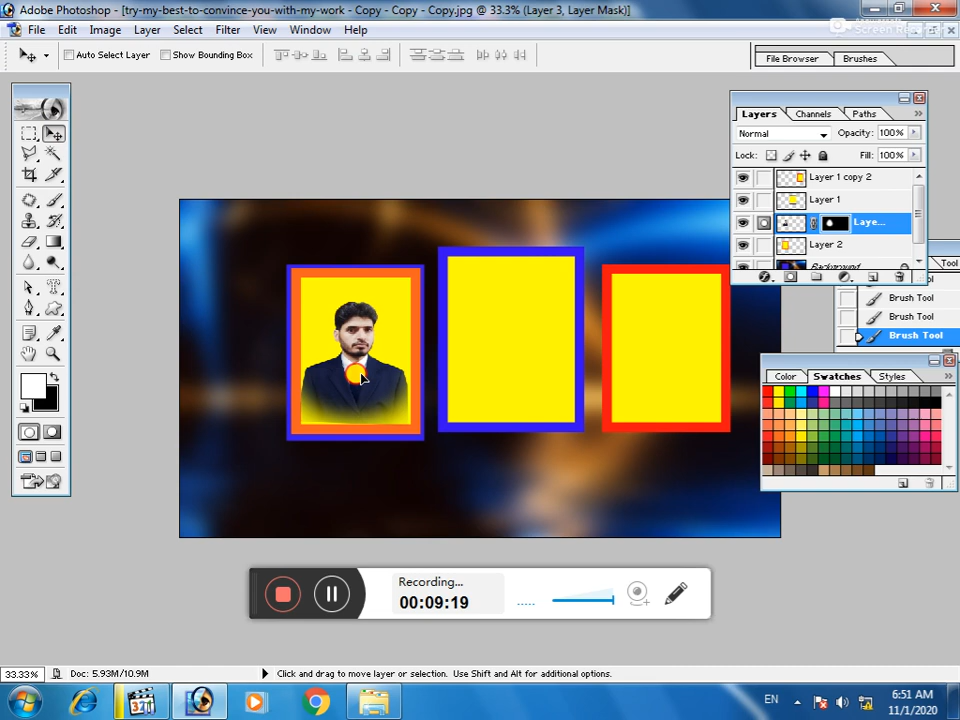 Adobe Photoshop - [try-my-best-to-convince-you-with-my-work - Copy - Copy - Copy.jpg @ 33.3% (Layer 3, Layer Mask)]
File Edit Image Layer Select Filter View Window Help
Auto Select Layer Show Bounding Box
File Browser Brushes
Layers Channels Paths
Normal Opacity: 100%
Lock: Fill: 100%
Layer 1 copy 2
Layer 1
Laye...
Layer 2
Background
Tool
Brush Tool
Brush Tool
Brush Tool
Color Swatches Styles
Recording...
00:09:19
33.33% Doc: 5.93M/10.9M Click and drag to move layer or selection. Use Shift and Alt for additional options.
EN 6:51 AM
11/1/2020